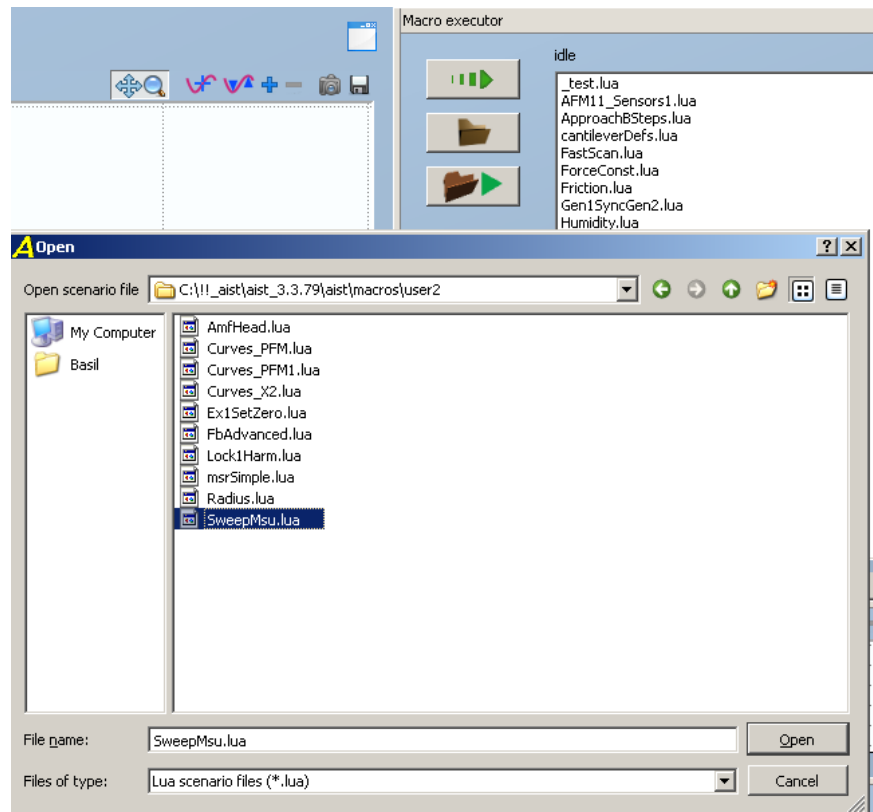 Macro executor
idle
_test.lua
AFM11_Sensors1.lua
ApproachBSteps.lua
cantileverDefs.lua
FastScan.lua
ForceConst.lua
Friction.lua
Gen1SyncGen2.lua
Humidity.lua
Open
Open scenario file C:\!!_aist\aist_3.3.79\aist\macros\user2
My Computer
Basil
AmfHead.lua
Curves_PFM.lua
Curves_PFM1.lua
Curves_X2.lua
Ex1SetZero.lua
FbAdvanced.lua
Lock1Harm.lua
msrSimple.lua
Radius.lua
SweepMsu.lua
File name: SweepMsu.lua Open
Files of type: Lua scenario files (*.lua) Cancel